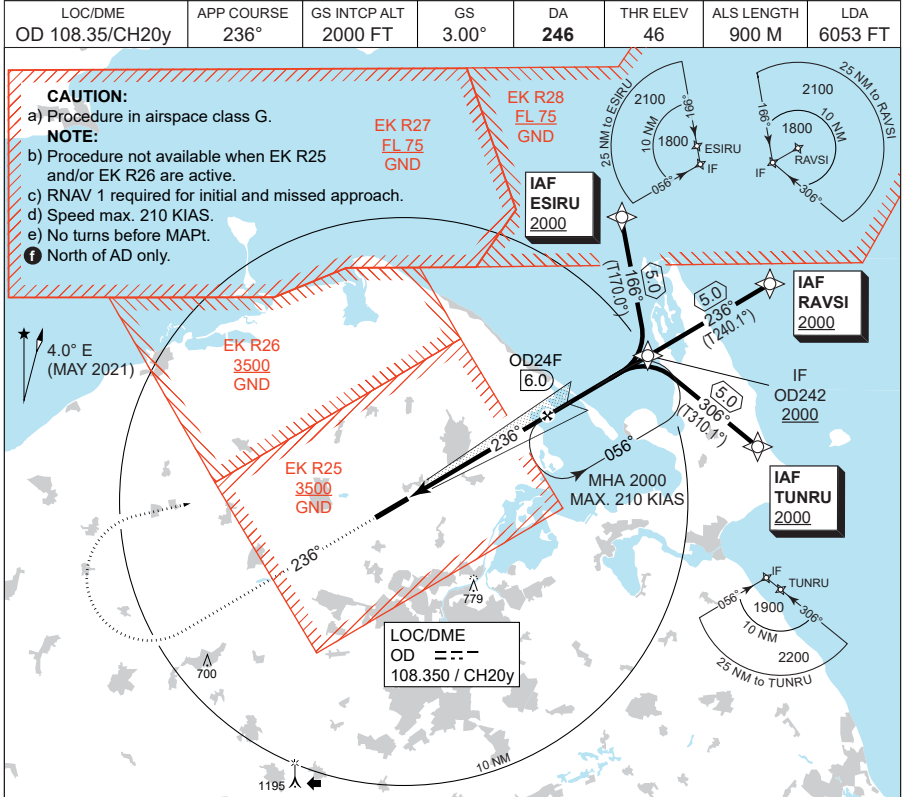 LOC/DME APP COURSE GS INTCP ALT GS DA THR ELEV ALS LENGTH LDA
OD 108.35/CH20y 236° 2000 FT 3.00° 246 46 900 M 6053 FT
CAUTION:
a) Procedure in airspace class G.
NOTE:
b) Procedure not available when EK R25
and/or EK R26 are active.
c) RNAV 1 required for initial and missed approach.
d) Speed max. 210 KIAS.
e) No turns before MAPt.
f North of AD only.
EK R27
FL 75
GND
EK R28
FL 75
GND
25 NM to ESIRU
2100
10 NM
1800
166°
ESIRU
IF
056°
25 NM to RAVSI
2100
10 NM
1800
166°
RAVSI
IF
306°
IAF
ESIRU
2000
166°
(T170.0°)
5.0
IAF
RAVSI
2000
5.0
236°
(T240.1°)
4.0° E
(MAY 2021)
EK R26
3500
GND
OD24F
6.0
IF
OD242
2000
5.0
306°
(T310.1°)
236°
056°
MHA 2000
MAX. 210 KIAS
EK R25
3500
GND
IAF
TUNRU
2000
236°
779
700
LOC/DME
OD
108.350 / CH20y
IF
TUNRU
056°
306°
1900
10 NM
2200
25 NM to TUNRU
10 NM
1195